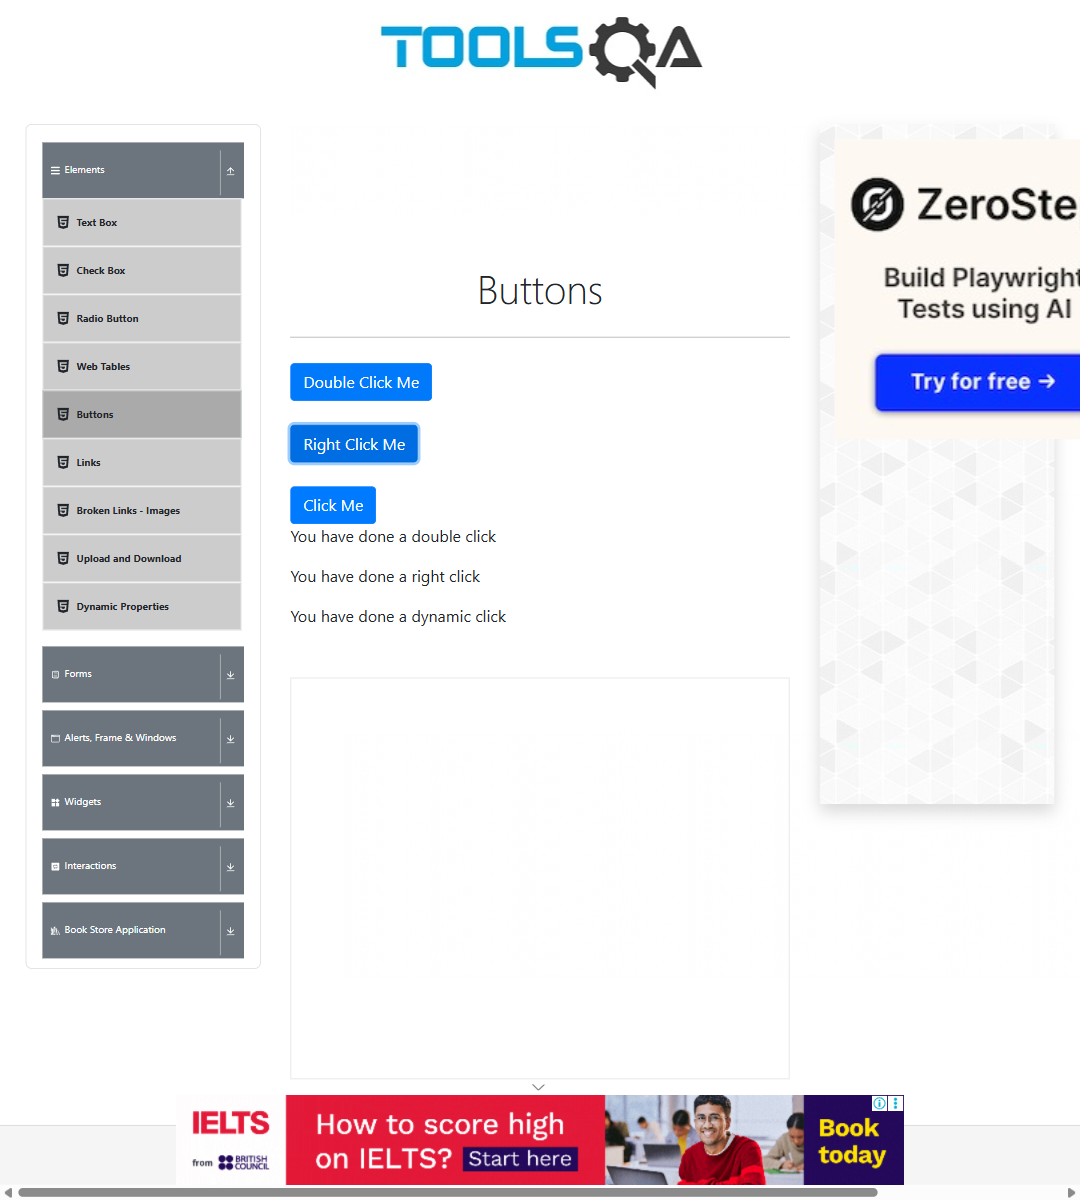 TOOLSQA
Elements
Text Box
Check Box
Radio Button
Web Tables
Buttons
Links
Broken Links - Images
Upload and Download
Dynamic Properties
Forms
Alerts, Frame & Windows
Widgets
Interactions
Book Store Application
Buttons
Double Click Me
Right Click Me
Click Me
You have done a double click
You have done a right click
You have done a dynamic click
ZeroSte
Build Playwright
Tests using AI
Try for free →
IELTS
from BRITISH COUNCIL
How to score high
on IELTS? Start here
Book
today